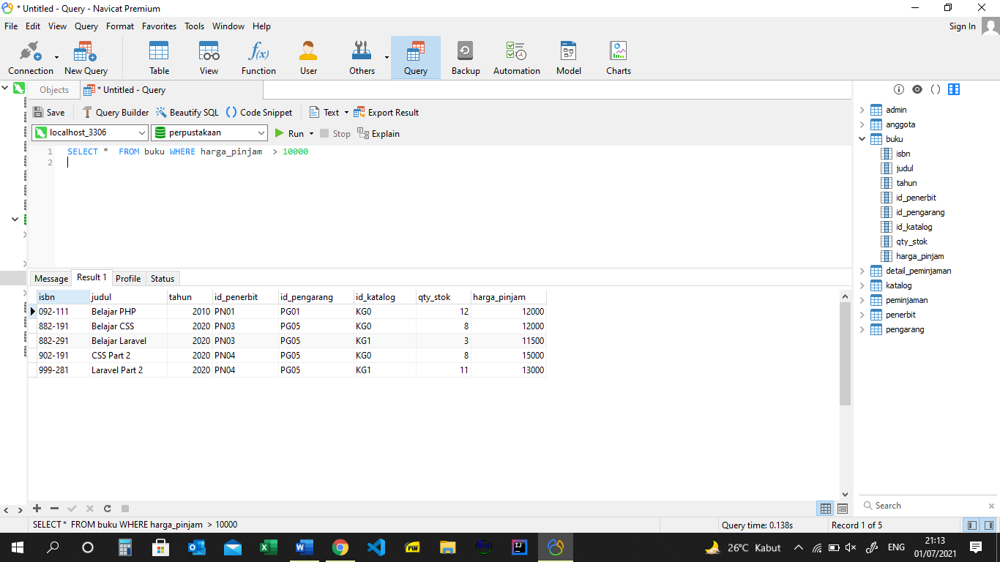 * Untitled - Query - Navicat Premium
File Edit View Query Format Favorites Tools Window Help Sign In
Connection New Query Table View Function User Others Query Backup Automation Model Charts
f(x)
Objects * Untitled - Query
Save Query Builder Beautify SQL () Code Snippet Text Export Result
localhost_3306 perpustakaan Run Stop Explain
1 SELECT *  FROM buku WHERE harga_pinjam  > 10000
2
Message Result 1 Profile Status
isbn judul tahun id_penerbit id_pengarang id_katalog qty_stok harga_pinjam
092-111 Belajar PHP 2010 PN01 PG01 KG0 12 12000
882-191 Belajar CSS 2020 PN03 PG05 KG0 8 12000
882-291 Belajar Laravel 2020 PN03 PG05 KG1 3 11500
902-191 CSS Part 2 2020 PN04 PG05 KG0 8 15000
999-281 Laravel Part 2 2020 PN04 PG05 KG1 11 13000
admin
anggota
buku
isbn
judul
tahun
id_penerbit
id_pengarang
id_katalog
qty_stok
harga_pinjam
detail_peminjaman
katalog
peminjaman
penerbit
pengarang
Search
SELECT *  FROM buku WHERE harga_pinjam  > 10000 Query time: 0.138s Record 1 of 5
26°C Kabut ENG 21:13
01/07/2021